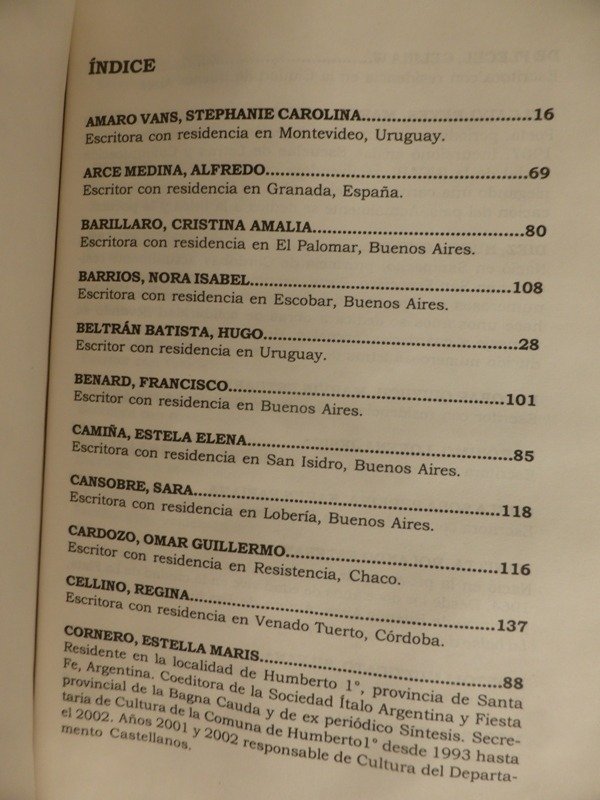 ÍNDICE
AMARO VANS, STEPHANIE CAROLINA................................16
Escritora con residencia en Montevideo, Uruguay.
ARCE MEDINA, ALFREDO..................................................69
Escritor con residencia en Granada, España.
BARILLARO, CRISTINA AMALIA........................................80
Escritora con residencia en El Palomar, Buenos Aires.
BARRIOS, NORA ISABEL.................................................108
Escritora con residencia en Escobar, Buenos Aires.
BELTRÁN BATISTA, HUGO................................................28
Escritor con residencia en Uruguay.
BENARD, FRANCISCO.....................................................101
Escritor con residencia en Buenos Aires.
CAMIÑA, ESTELA ELENA..................................................85
Escritora con residencia en San Isidro, Buenos Aires.
CANSOBRE, SARA...........................................................118
Escritora con residencia en Lobería, Buenos Aires.
CARDOZO, OMAR GUILLERMO........................................116
Escritor con residencia en Resistencia, Chaco.
CELLINO, REGINA...........................................................137
Escritora con residencia en Venado Tuerto, Córdoba.
CORNERO, ESTELLA MARIS..............................................88
Residente en la localidad de Humberto 1°, provincia de Santa
Fe, Argentina. Coeditora de la Sociedad Ítalo Argentina y Fiesta
provincial de la Bagna Cauda y de ex periódico Síntesis. Secre-
taria de Cultura de la Comuna de Humberto1° desde 1993 hasta
el 2002. Años 2001 y 2002 responsable de Cultura del Departa-
mento Castellanos.